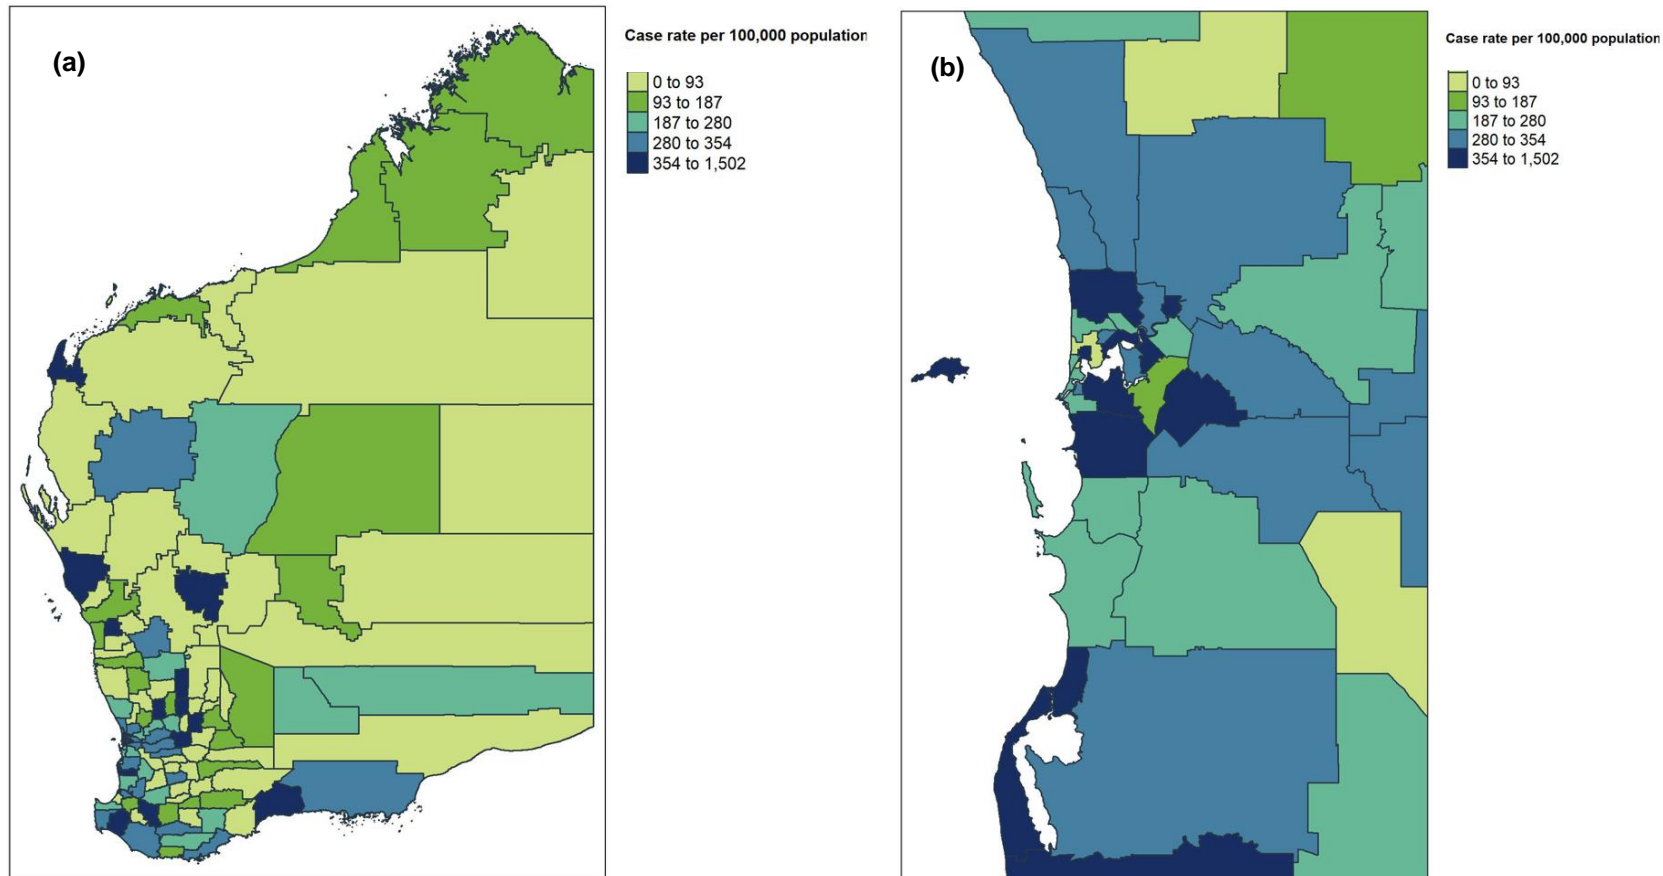 (a)
Case rate per 100,000 population
0 to 93
93 to 187
187 to 280
280 to 354
354 to 1,502
(b)
Case rate per 100,000 population
0 to 93
93 to 187
187 to 280
280 to 354
354 to 1,502